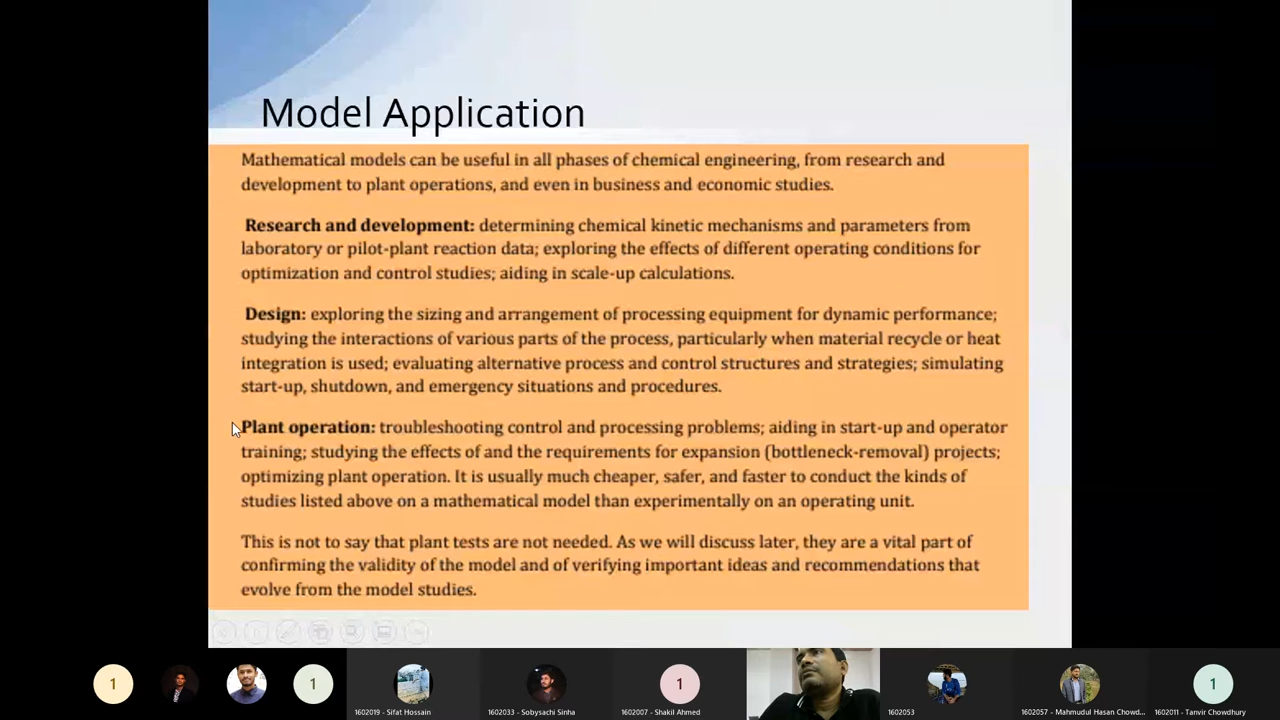 Model Application
Mathematical models can be useful in all phases of chemical engineering, from research and
development to plant operations, and even in business and economic studies.
Research and development: determining chemical kinetic mechanisms and parameters from
laboratory or pilot-plant reaction data; exploring the effects of different operating conditions for
optimization and control studies; aiding in scale-up calculations.
Design: exploring the sizing and arrangement of processing equipment for dynamic performance;
studying the interactions of various parts of the process, particularly when material recycle or heat
integration is used; evaluating alternative process and control structures and strategies; simulating
start-up, shutdown, and emergency situations and procedures.
Plant operation: troubleshooting control and processing problems; aiding in start-up and operator
training; studying the effects of and the requirements for expansion (bottleneck-removal) projects;
optimizing plant operation. It is usually much cheaper, safer, and faster to conduct the kinds of
studies listed above on a mathematical model than experimentally on an operating unit.
This is not to say that plant tests are not needed. As we will discuss later, they are a vital part of
confirming the validity of the model and of verifying important ideas and recommendations that
evolve from the model studies.
1
1
1
1
1602019 - Sifat Hossain
1602033 - Sobysachi Sinha
1602007 - Shakil Ahmed
1602053
1602057 - Mahmudul Hasan Chowd...
1602011 - Tanvir Chowdhury